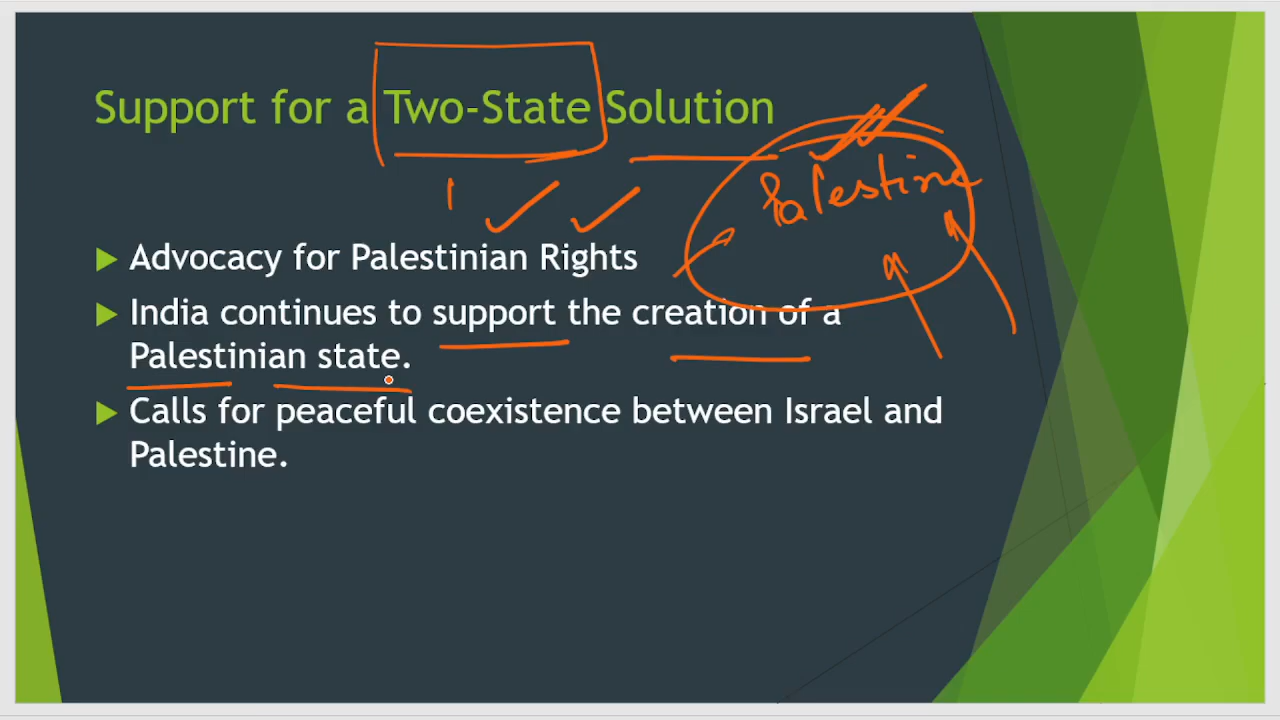 Support for a Two-State Solution
Palestine
Advocacy for Palestinian Rights
India continues to support the creation of a
Palestinian state.
Calls for peaceful coexistence between Israel and
Palestine.